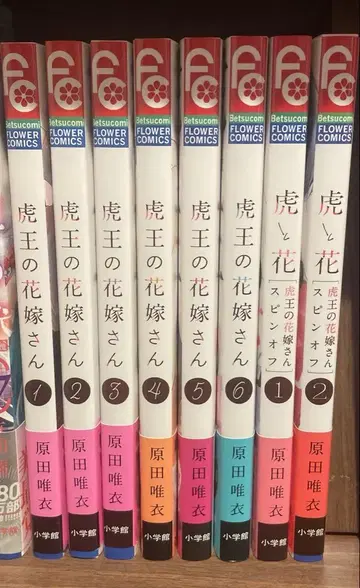 Betsucomi
FLOWER
COMICS
虎王の花嫁さん
1
原田唯衣
小学館
Betsucomi
FLOWER
COMICS
虎王の花嫁さん
2
原田唯衣
小学館
Betsucomi
FLOWER
COMICS
虎王の花嫁さん
3
原田唯衣
小学館
Betsucomi
FLOWER
COMICS
虎王の花嫁さん
4
原田唯衣
小学館
Betsucomi
FLOWER
COMICS
虎王の花嫁さん
5
原田唯衣
小学館
Betsucomi
FLOWER
COMICS
虎王の花嫁さん
6
原田唯衣
小学館
Betsucomi
FLOWER
COMICS
虎と花
[虎王の花嫁さん
スピンオフ]
1
原田唯衣
小学館
Betsucomi
FLOWER
COMICS
虎と花
[虎王の花嫁さん
スピンオフ]
2
原田唯衣
小学館
80
万部